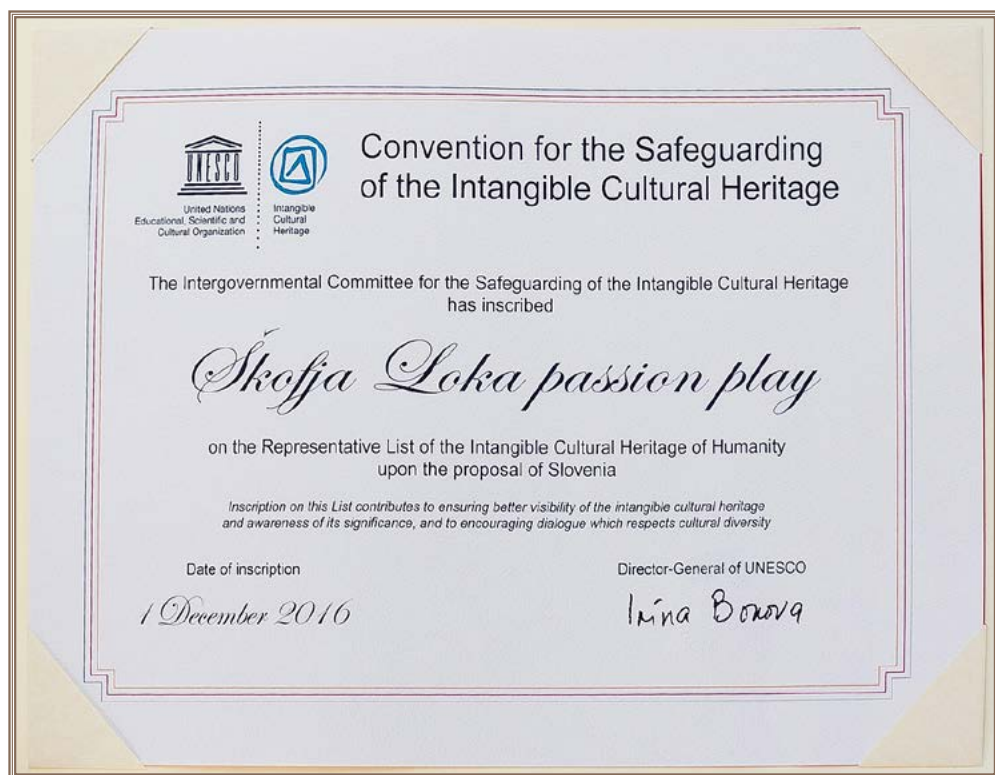 UNESCO
United Nations
Educational, Scientific and
Cultural Organization
Intangible
Cultural
Heritage
Convention for the Safeguarding
of the Intangible Cultural Heritage
The Intergovernmental Committee for the Safeguarding of the Intangible Cultural Heritage
has inscribed
Škofja Loka passion play
on the Representative List of the Intangible Cultural Heritage of Humanity
upon the proposal of Slovenia
Inscription on this List contributes to ensuring better visibility of the intangible cultural heritage
and awareness of its significance, and to encouraging dialogue which respects cultural diversity
Date of inscription
1 December 2016
Director-General of UNESCO
Irina Bokova